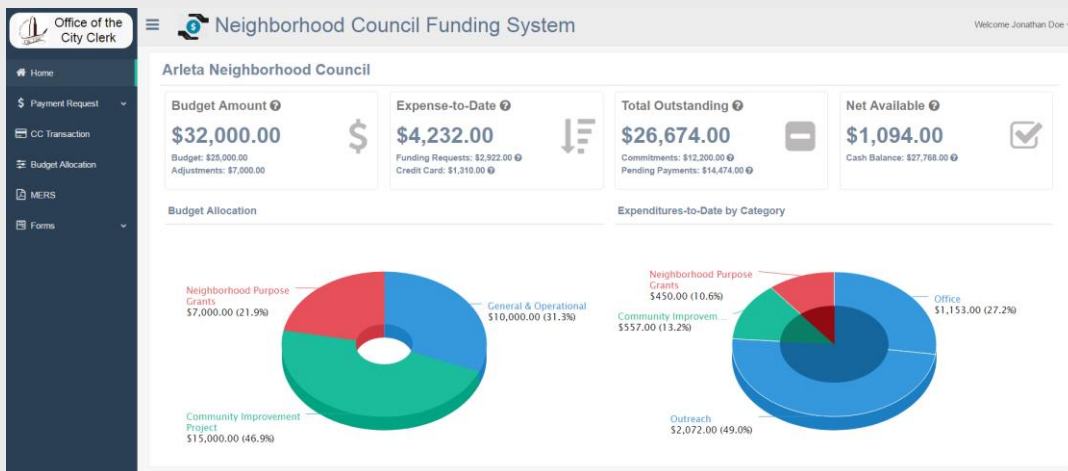 Office of the
City Clerk
Neighborhood Council Funding System
Welcome Jonathan Doe
Home
Payment Request
CC Transaction
Budget Allocation
MERS
Forms
Arleta Neighborhood Council
Budget Amount
$32,000.00
Budget: $25,000.00
Adjustments: $7,000.00
Expense-to-Date
$4,232.00
Funding Requests: $2,922.00
Credit Card: $1,310.00
Total Outstanding
$26,674.00
Commitments: $12,200.00
Pending Payments: $14,474.00
Net Available
$1,094.00
Cash Balance: $27,768.00
Budget Allocation
Neighborhood Purpose
Grants
$7,000.00 (21.9%)
General & Operational
$10,000.00 (31.3%)
Community Improvement
Project
$15,000.00 (46.9%)
Expenditures-to-Date by Category
Neighborhood Purpose
Grants
$450.00 (10.6%)
Community Improvem...
$557.00 (13.2%)
Office
$1,153.00 (27.2%)
Outreach
$2,072.00 (49.0%)